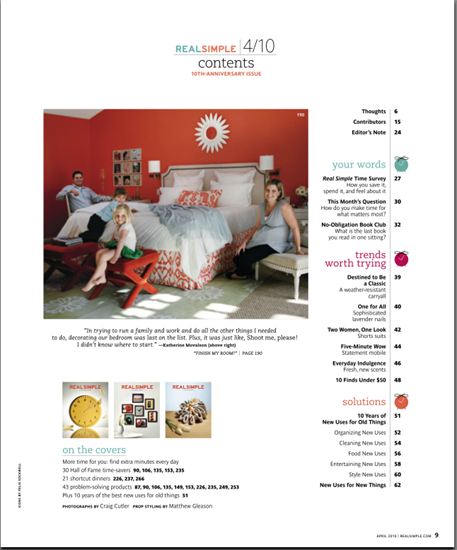 REALSIMPLE | 4/10
contents
10TH-ANNIVERSARY ISSUE
190
Thoughts 6
Contributors 15
Editor's Note 24
your words
Real Simple Time Survey 27
How you save it,
spend it, and feel about it
This Month's Question 30
How do you make time for
what matters most?
No-Obligation Book Club 32
What is the last book
you read in one sitting?
trends
worth trying
Destined to Be 39
a Classic
A weather-resistant
carryall
One for All 40
Sophisticated
lavender nails
Two Women, One Look 42
Shorts suits
Five-Minute Wow 44
Statement mobile
Everyday Indulgence 46
Fresh, new scents
10 Finds Under $50 48
solutions
10 Years of 51
New Uses for Old Things
Organizing New Uses 52
Cleaning New Uses 54
Food New Uses 56
Entertaining New Uses 58
Style New Uses 60
New Uses for New Things 62
"In trying to run a family and work and do all the other things I needed
to do, decorating our bedroom was last on the list. Plus, it was just like, Shoot me, please!
I didn't know where to start." —Katherine Morelson (above right)
"FINISH MY ROOM!" | PAGE 190
REALSIMPLE
REALSIMPLE
REALSIMPLE
on the covers
More time for you: find extra minutes every day
30 Hall of Fame time-savers 90, 106, 135, 153, 235
21 shortcut dinners 226, 237, 266
43 problem-solving products 87, 90, 106, 135, 149, 153, 226, 235, 249, 253
Plus 10 years of the best new uses for old things 51
PHOTOGRAPHS BY Craig Cutler PROP STYLING BY Matthew Gleason
APRIL 2010 | REALSIMPLE.COM 9